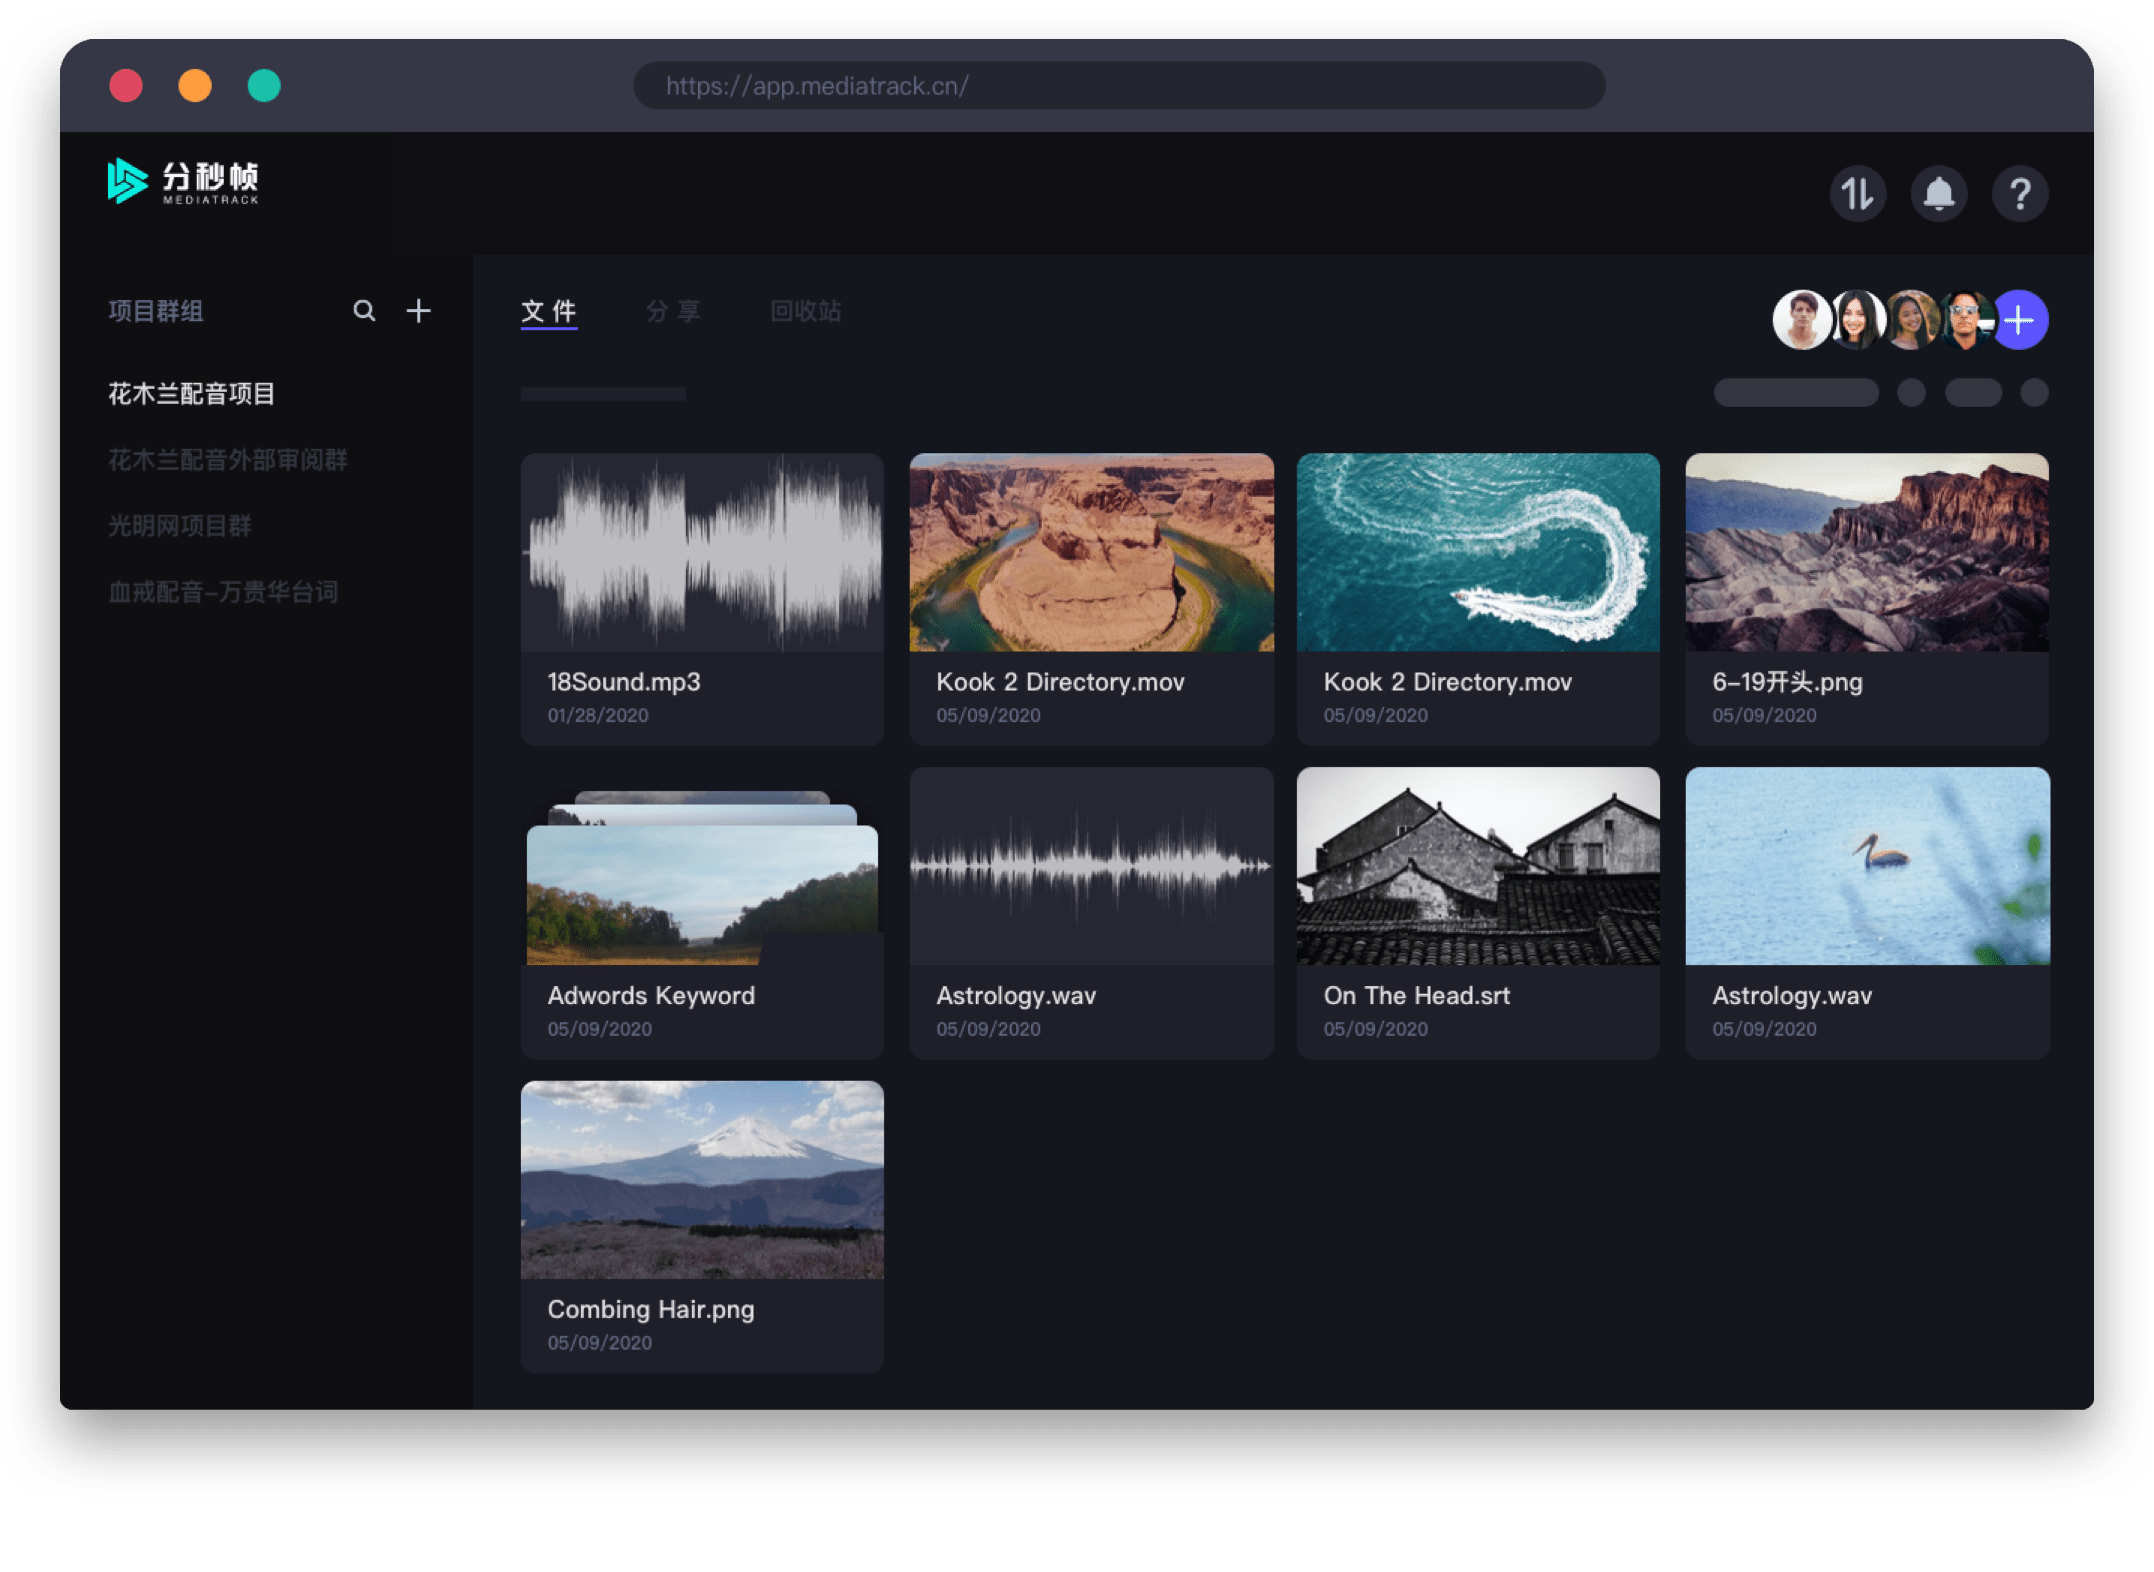 https://app.mediatrack.cn/
分秒帧
MEDIATRACK
项目群组
花木兰配音项目
花木兰配音外部审阅群
光明网项目群
血戒配音-万贵华台词
文件
分享
回收站
18Sound.mp3
01/28/2020
Kook 2 Directory.mov
05/09/2020
Kook 2 Directory.mov
05/09/2020
6-19开头.png
05/09/2020
Adwords Keyword
05/09/2020
Astrology.wav
05/09/2020
On The Head.srt
05/09/2020
Astrology.wav
05/09/2020
Combing Hair.png
05/09/2020